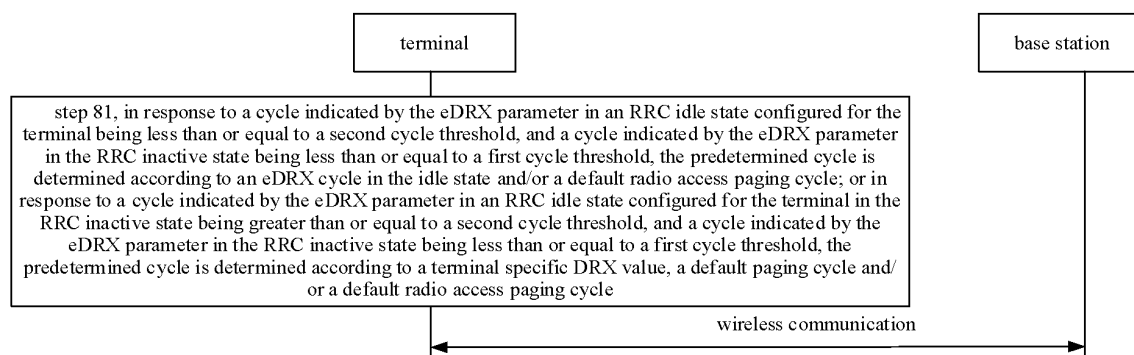 terminal
base station
step 81, in response to a cycle indicated by the eDRX parameter in an RRC idle state configured for the
terminal being less than or equal to a second cycle threshold, and a cycle indicated by the eDRX parameter
in the RRC inactive state being less than or equal to a first cycle threshold, the predetermined cycle is
determined according to an eDRX cycle in the idle state and/or a default radio access paging cycle; or in
response to a cycle indicated by the eDRX parameter in an RRC idle state configured for the terminal in the
RRC inactive state being greater than or equal to a second cycle threshold, and a cycle indicated by the
eDRX parameter in the RRC inactive state being less than or equal to a first cycle threshold, the
predetermined cycle is determined according to a terminal specific DRX value, a default paging cycle and/
or a default radio access paging cycle
wireless communication